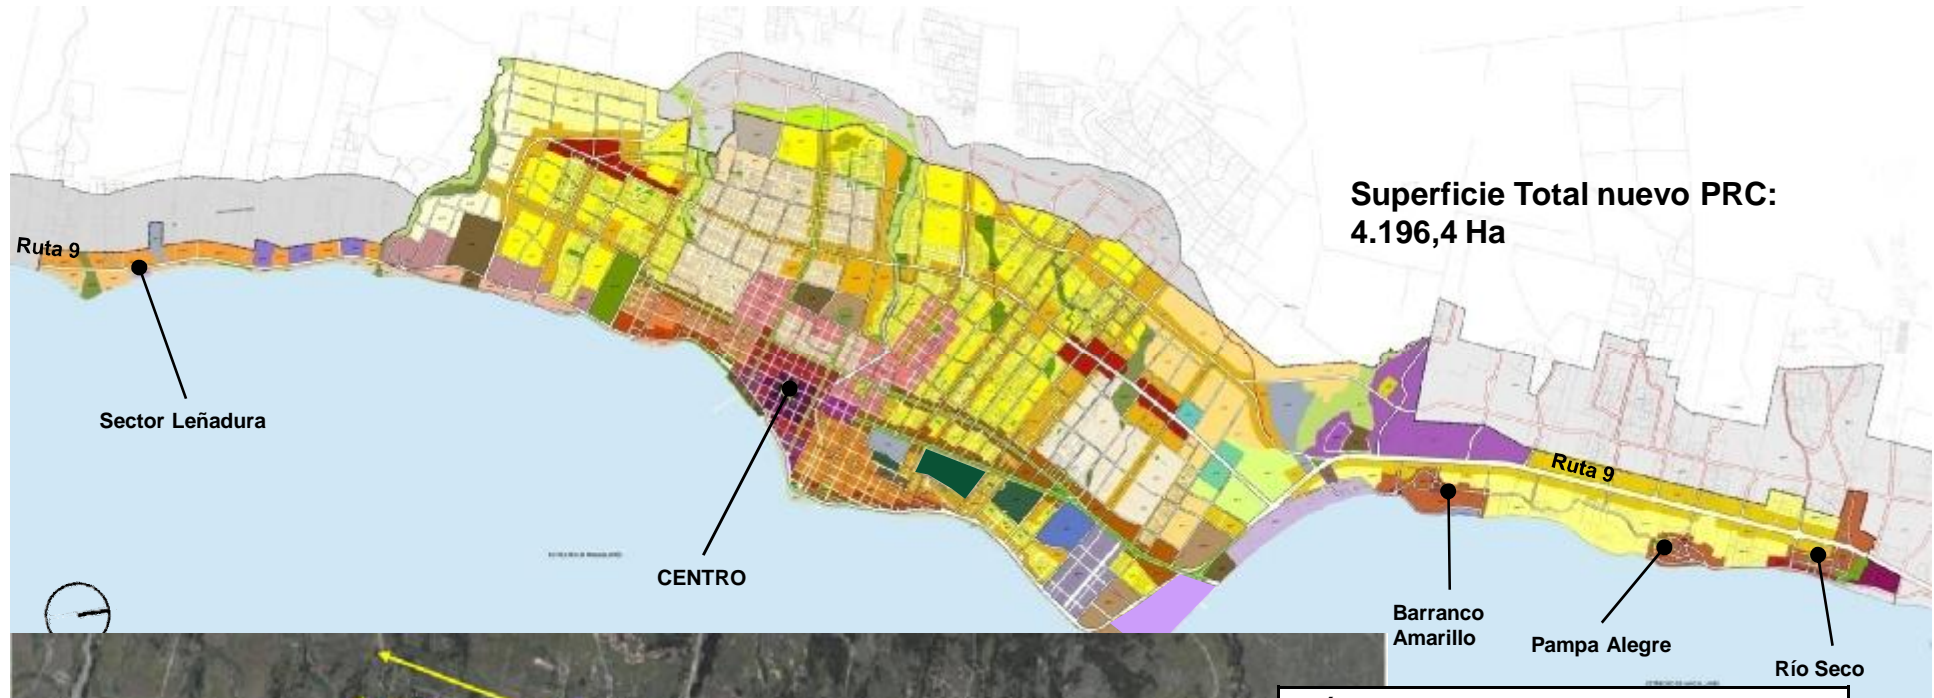 Superficie Total nuevo PRC:
4.196,4 Ha
Ruta 9
Sector Leñadura
CENTRO
Ruta 9
Barranco
Amarillo
Pampa Alegre
Río Seco